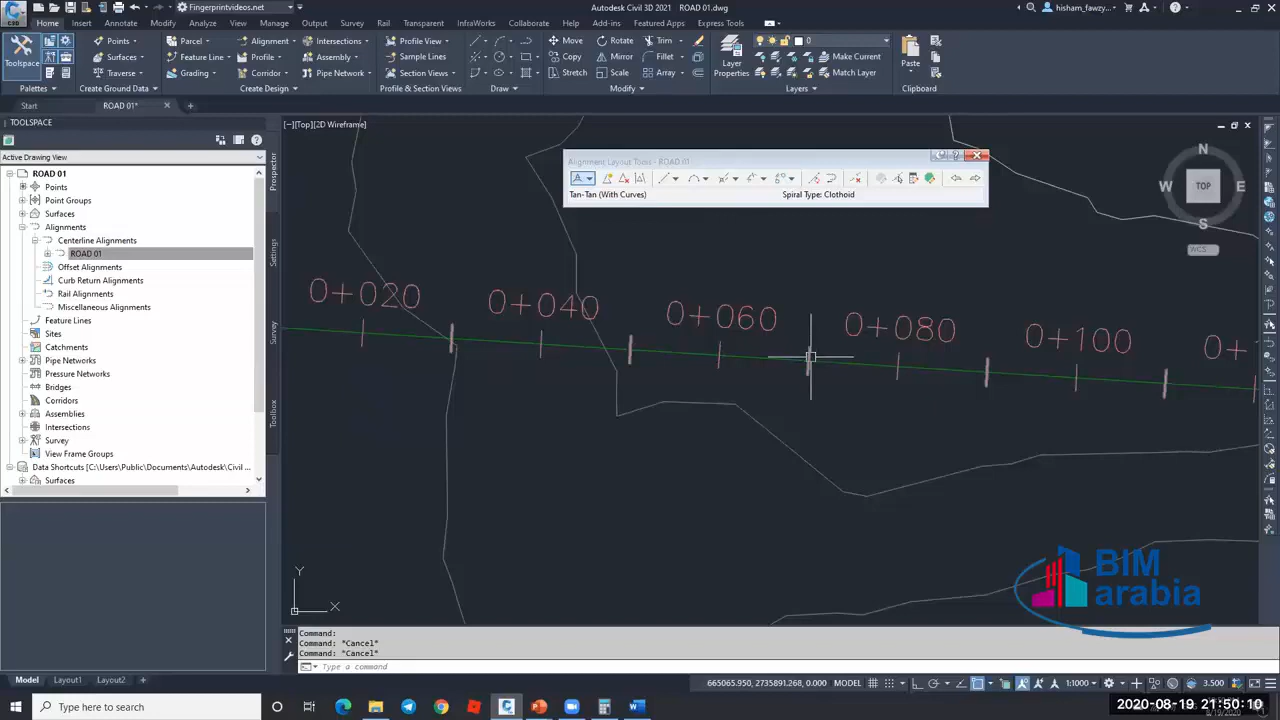 Fingerprintvideos.net
Autodesk Civil 3D 2021 ROAD 01.dwg
hisham_fawzy...
Home Insert Annotate Modify Analyze View Manage Output Survey Rail Transparent InfraWorks Collaborate Help Add-ins Featured Apps Express Tools
Toolspace
Points
Surfaces
Traverse
Parcel
Feature Line
Grading
Alignment
Profile
Corridor
Intersections
Assembly
Pipe Network
Profile View
Sample Lines
Section Views
Move
Copy
Stretch
Rotate
Mirror
Scale
Trim
Fillet
Array
Layer
Properties
0
Make Current
Match Layer
Paste
Palettes
Create Ground Data
Create Design
Profile & Section Views
Draw
Modify
Layers
Clipboard
Start
ROAD 01*
TOOLSPACE
Active Drawing View
ROAD 01
Points
Point Groups
Surfaces
Alignments
Centerline Alignments
ROAD 01
Offset Alignments
Curb Return Alignments
Rail Alignments
Miscellaneous Alignments
Feature Lines
Sites
Catchments
Pipe Networks
Pressure Networks
Bridges
Corridors
Assemblies
Intersections
Survey
View Frame Groups
Data Shortcuts [C:\Users\Public\Documents\Autodesk\Civil ...
Surfaces
Prospector
Settings
Survey
Toolbox
[−][Top][2D Wireframe]
Alignment Layout Tools - ROAD 01
Tan-Tan (With Curves)
Spiral Type: Clothoid
N
W TOP E
S
WCS
0+020
0+040
0+060
0+080
0+100
0+
Y
X
BIM
arabia
Command:
Command: *Cancel*
Command: *Cancel*
Type a command
Model Layout1 Layout2
665065.950, 2735891.268, 0.000 MODEL
1:1000
3.500
Type here to search
2020-08-19 21:50:10